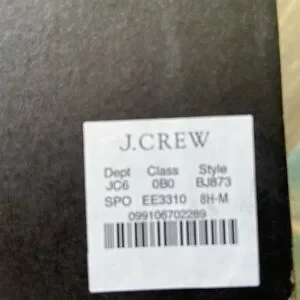 J.CREW
Dept Class Style
JC6 0B0 BJ873
SPO EE3310 8H-M
099106702289